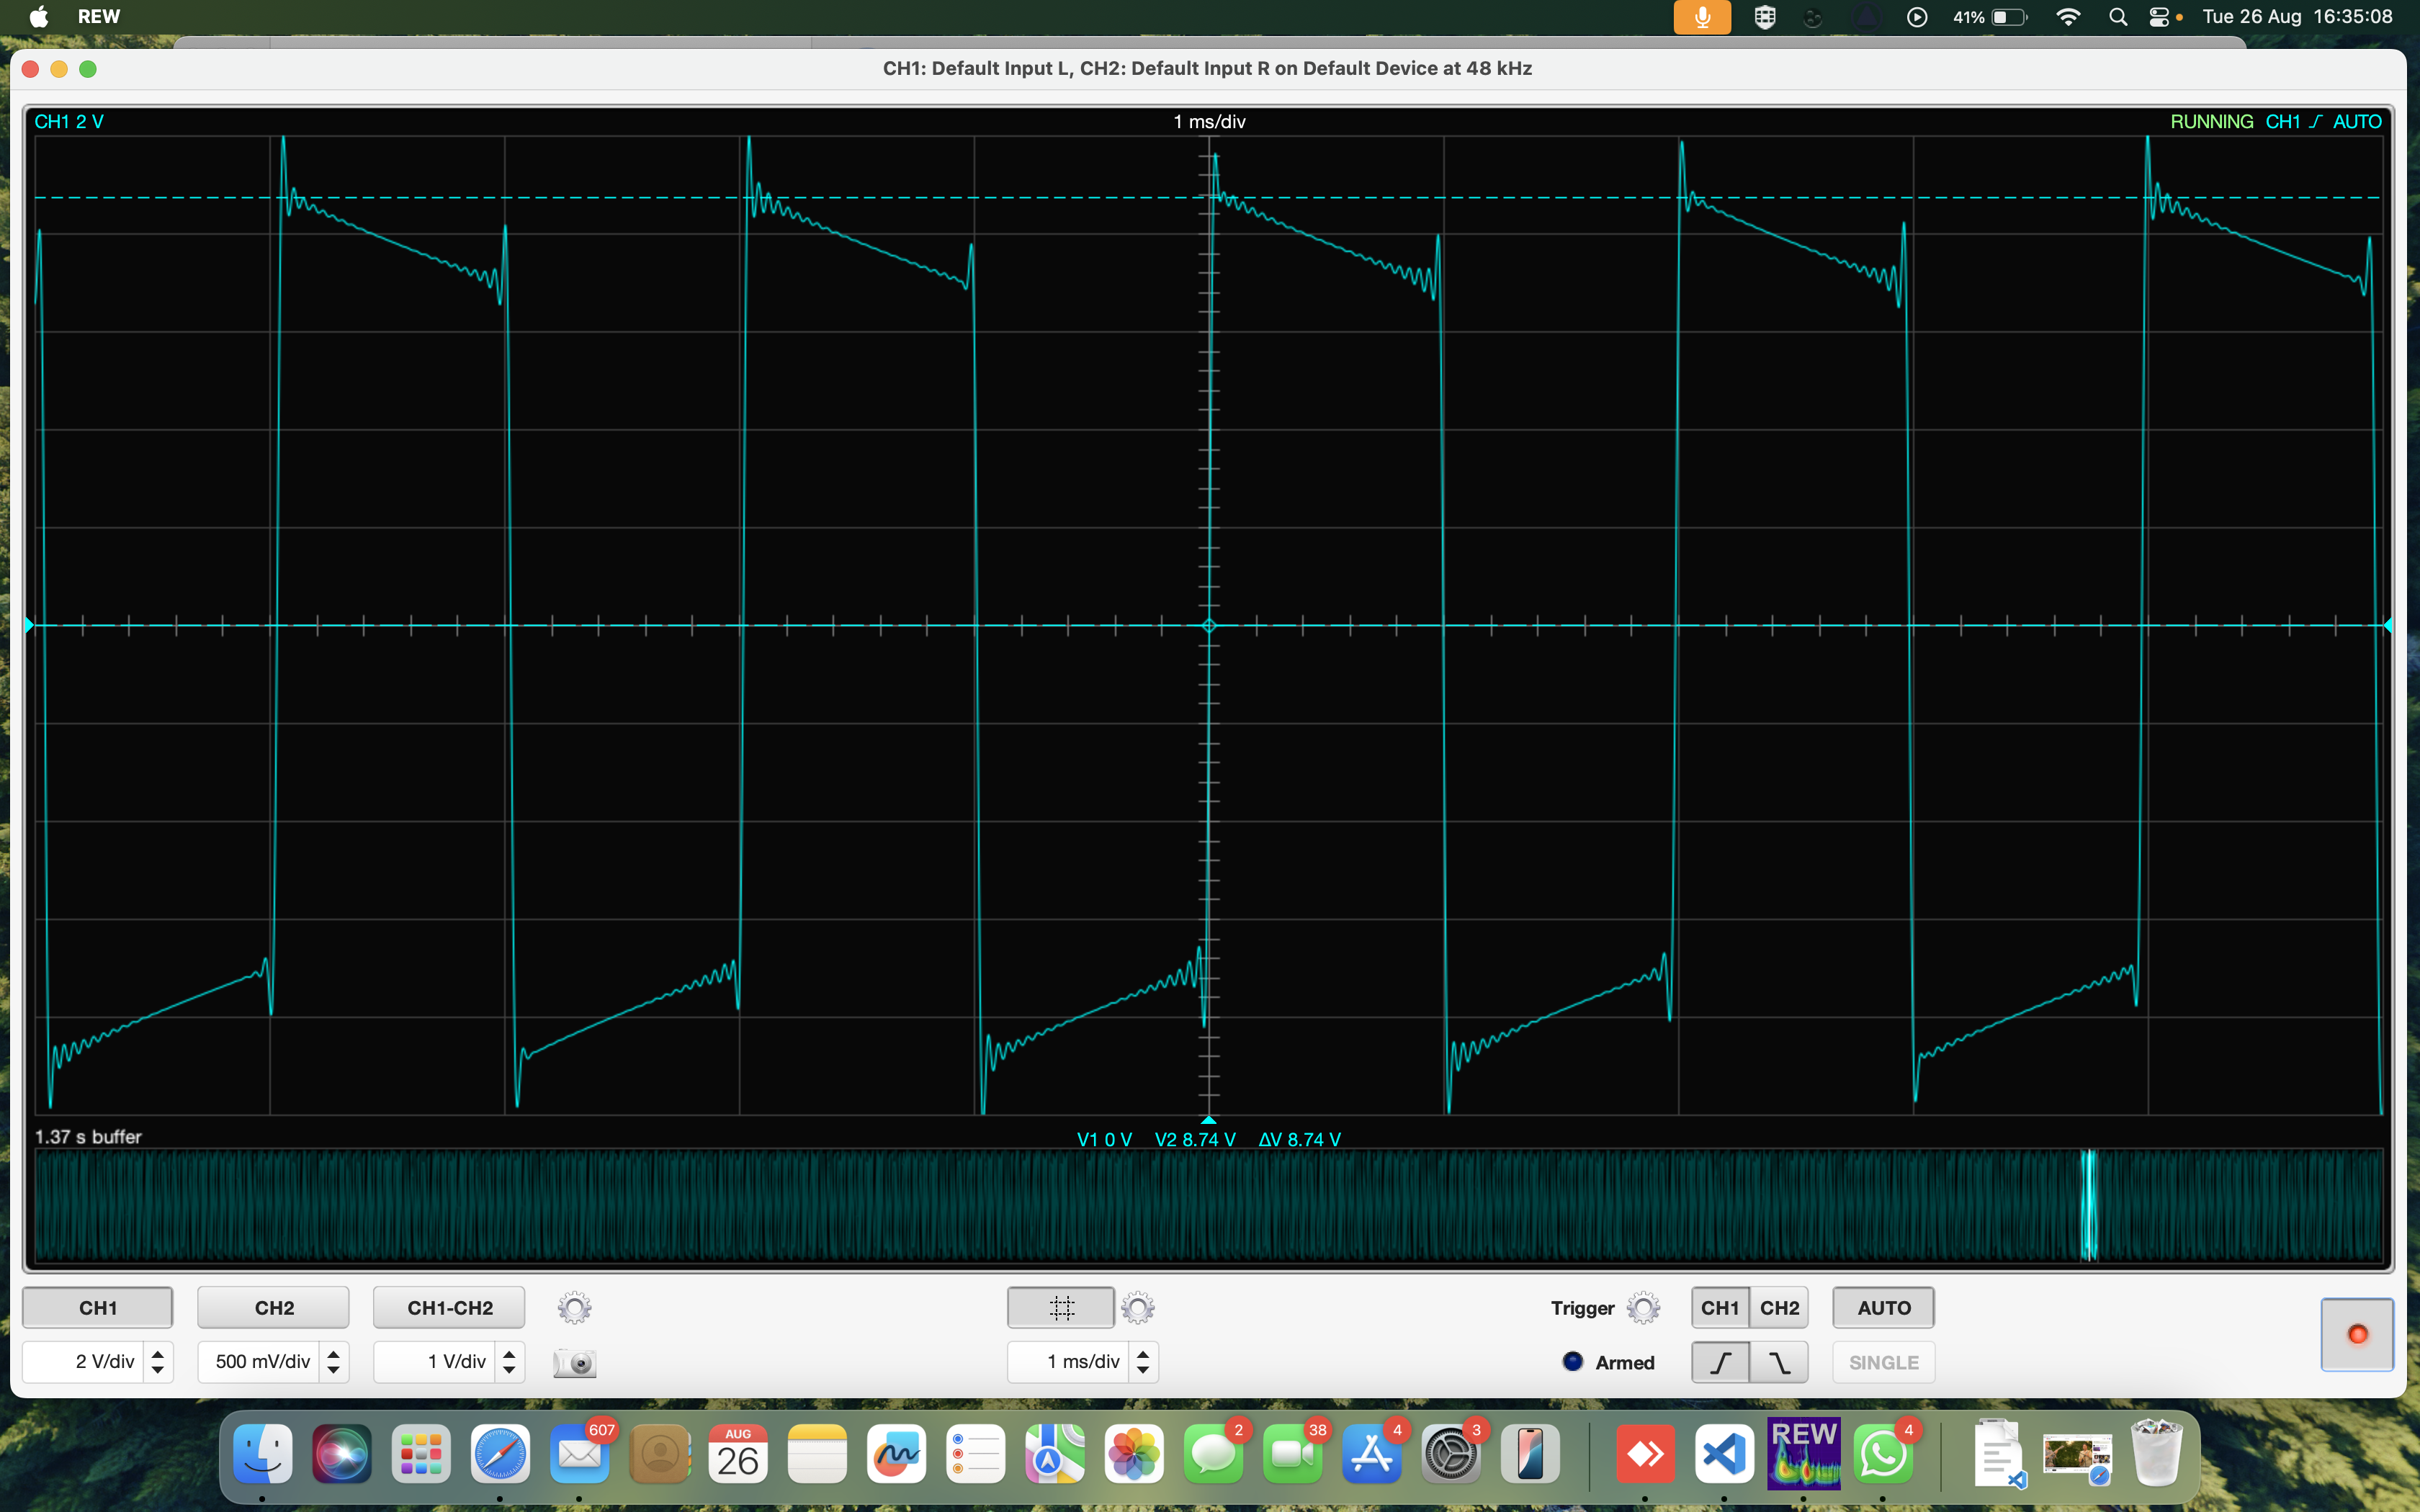 REW
41%
Tue 26 Aug 16:35:08
CH1: Default Input L, CH2: Default Input R on Default Device at 48 kHz
CH1 2 V
1 ms/div
RUNNING CH1 AUTO
1.37 s buffer
V1 0 V V2 8.74 V ΔV 8.74 V
CH1
CH2
CH1-CH2
Trigger
CH1
CH2
AUTO
2 V/div
500 mV/div
1 V/div
1 ms/div
Armed
SINGLE
607
AUG
26
2
38
4
3
REW
4